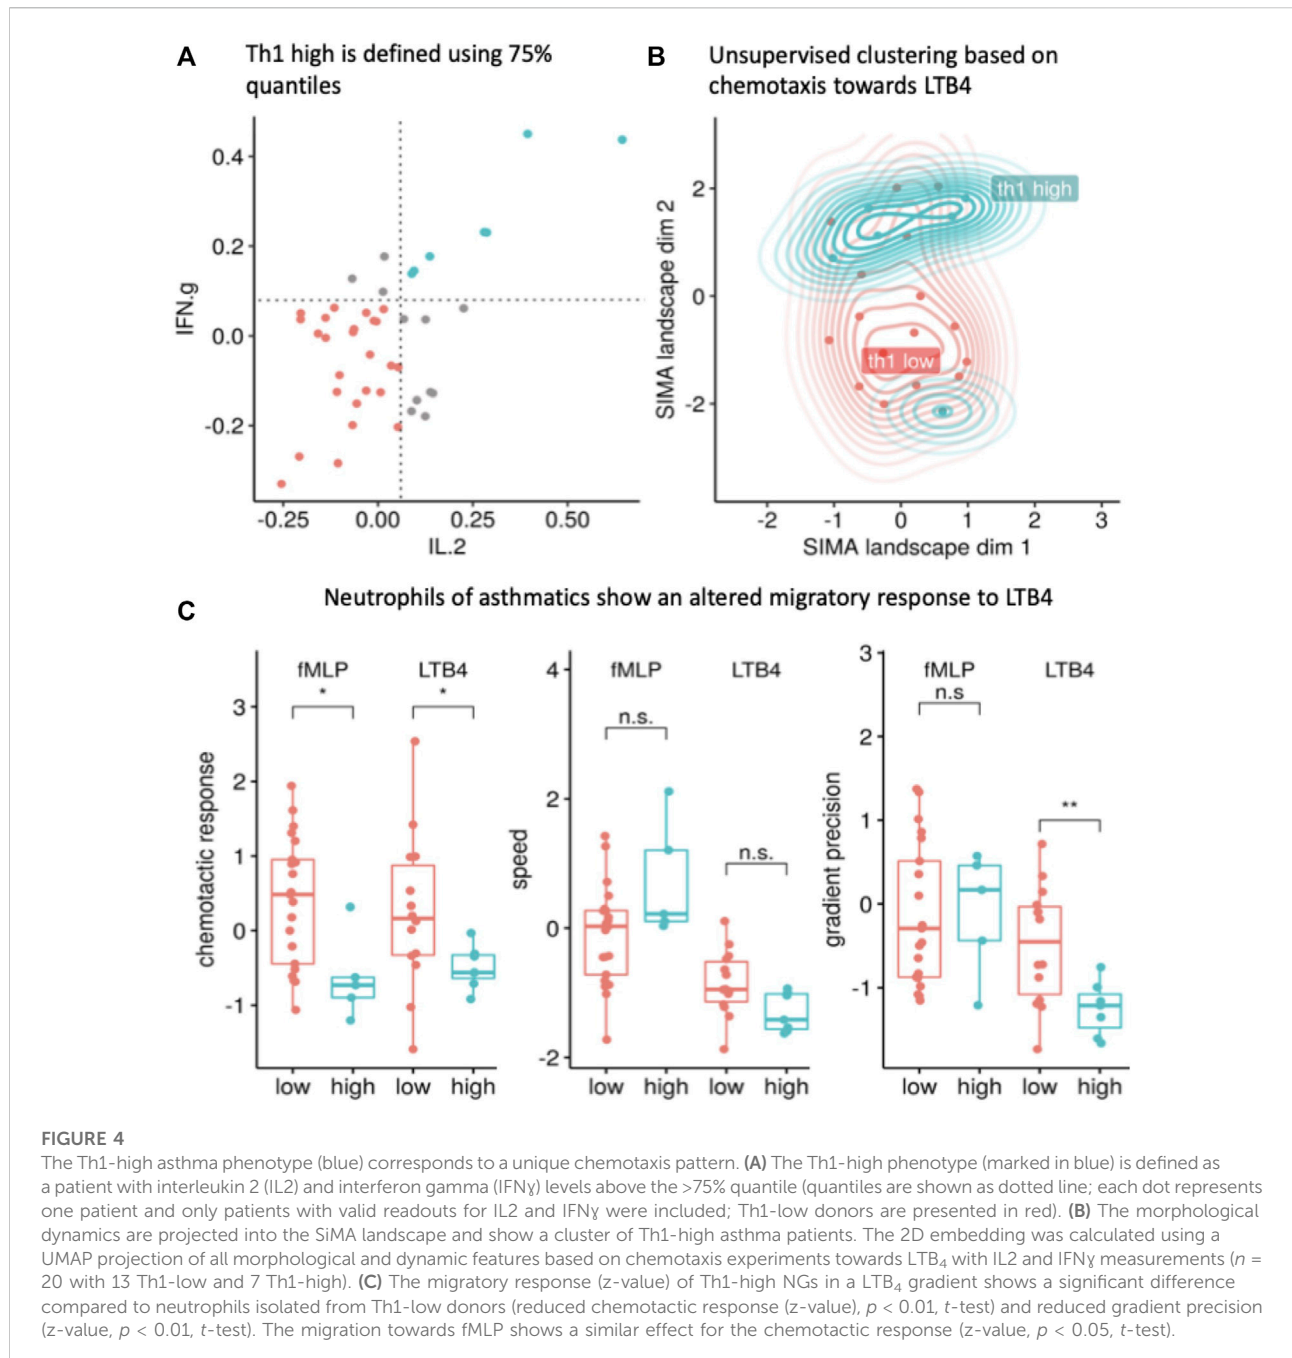 A
Th1 high is defined using 75%
quantiles
IFN.g
0.4
0.2
0.0
-0.2
-0.25 0.00 0.25 0.50
IL.2
B
Unsupervised clustering based on
chemotaxis towards LTB4
SIMA landscape dim 2
2
0
-2
th1 high
th1 low
-2 -1 0 1 2 3
SIMA landscape dim 1
C
Neutrophils of asthmatics show an altered migratory response to LTB4
chemotactic response
3
2
1
0
-1
fMLP LTB4
* *
low high low high
speed
4
2
0
-2
fMLP LTB4
n.s. n.s.
low high low high
gradient precision
3
2
1
0
-1
fMLP LTB4
n.s **
low high low high
FIGURE 4
The Th1-high asthma phenotype (blue) corresponds to a unique chemotaxis pattern. (A) The Th1-high phenotype (marked in blue) is defined as
a patient with interleukin 2 (IL2) and interferon gamma (IFNɣ) levels above the >75% quantile (quantiles are shown as dotted line; each dot represents
one patient and only patients with valid readouts for IL2 and IFNɣ were included; Th1-low donors are presented in red). (B) The morphological
dynamics are projected into the SiMA landscape and show a cluster of Th1-high asthma patients. The 2D embedding was calculated using a
UMAP projection of all morphological and dynamic features based on chemotaxis experiments towards LTB₄ with IL2 and IFNɣ measurements (n =
20 with 13 Th1-low and 7 Th1-high). (C) The migratory response (z-value) of Th1-high NGs in a LTB₄ gradient shows a significant difference
compared to neutrophils isolated from Th1-low donors (reduced chemotactic response (z-value), p < 0.01, t-test) and reduced gradient precision
(z-value, p < 0.01, t-test). The migration towards fMLP shows a similar effect for the chemotactic response (z-value, p < 0.05, t-test).